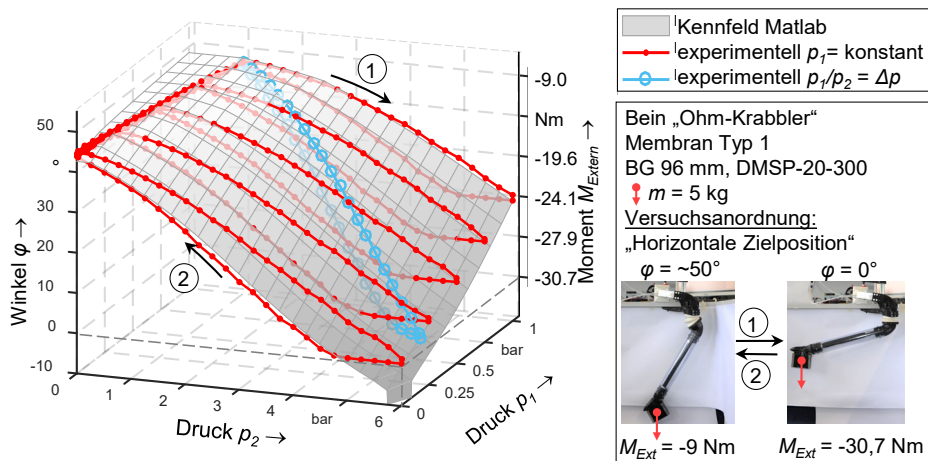 Kennfeld Matlab
experimentell p1= konstant
experimentell p1/p2 = Δp
Bein „Ohm-Krabbler“
Membran Typ 1
BG 96 mm, DMSP-20-300
m = 5 kg
Versuchsanordnung:
„Horizontale Zielposition“
φ = ~50°
φ = 0°
1
2
MExt = -9 Nm
MExt = -30,7 Nm
1
2
Winkel φ →
50
°
40
30
20
10
0
-10
0
1
2
3
4
bar
6
Druck p2 →
0
0.25
0.5
bar
1
Druck p1 →
-9.0
Nm
-19.6
-24.1
-27.9
-30.7
Moment MExtern →